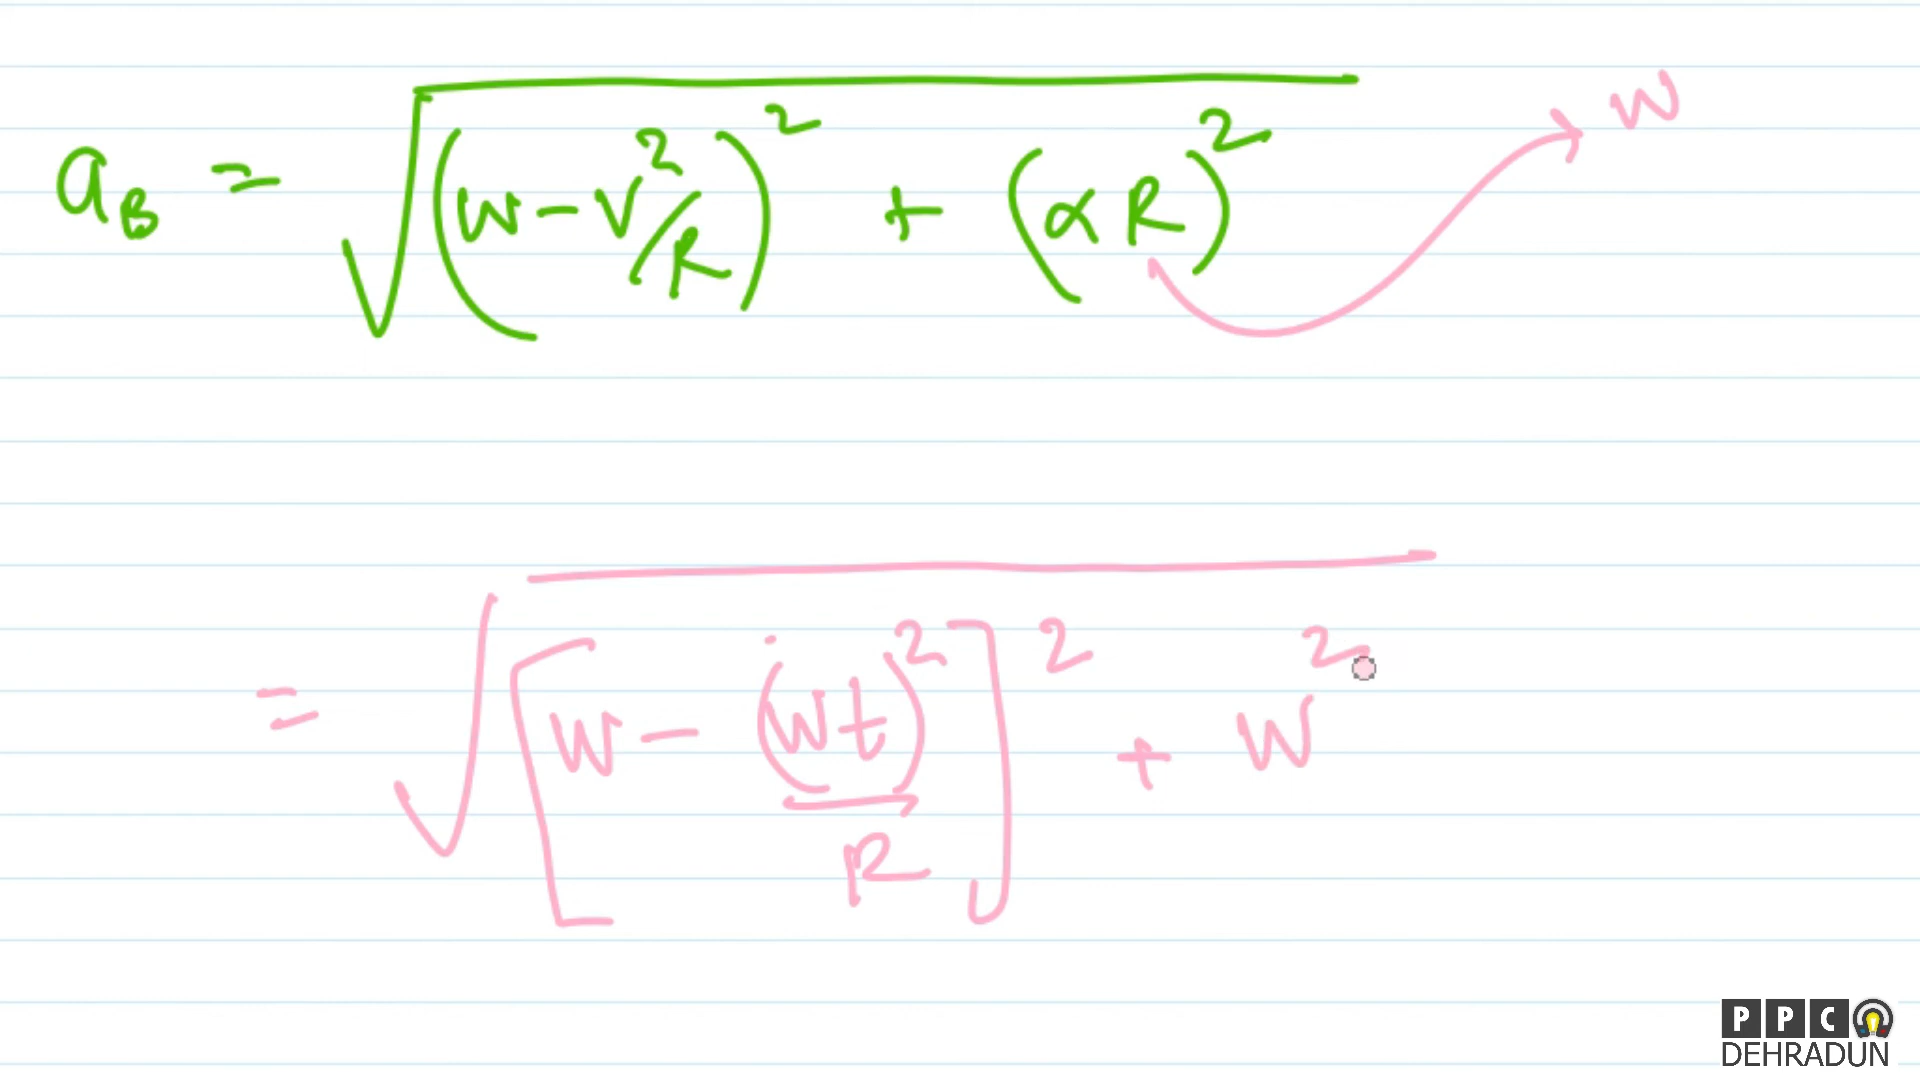 a_B = √((w - v²/R)² + (αR)²) → w
= √([w - (wt)²/R]² + w²)
PPC
DEHRADUN